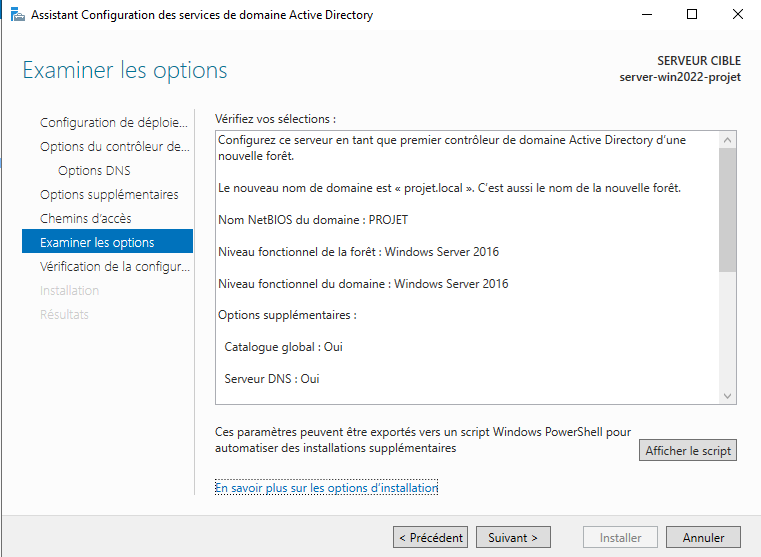 Assistant Configuration des services de domaine Active Directory
Examiner les options
SERVEUR CIBLE
server-win2022-projet
Configuration de déploie...
Options du contrôleur de...
Options DNS
Options supplémentaires
Chemins d'accès
Examiner les options
Vérification de la configur...
Installation
Résultats
Vérifiez vos sélections :
Configurez ce serveur en tant que premier contrôleur de domaine Active Directory d'une
nouvelle forêt.
Le nouveau nom de domaine est « projet.local ». C'est aussi le nom de la nouvelle forêt.
Nom NetBIOS du domaine : PROJET
Niveau fonctionnel de la forêt : Windows Server 2016
Niveau fonctionnel du domaine : Windows Server 2016
Options supplémentaires :
Catalogue global : Oui
Serveur DNS : Oui
Ces paramètres peuvent être exportés vers un script Windows PowerShell pour
automatiser des installations supplémentaires
Afficher le script
En savoir plus sur les options d'installation
< Précédent
Suivant >
Installer
Annuler